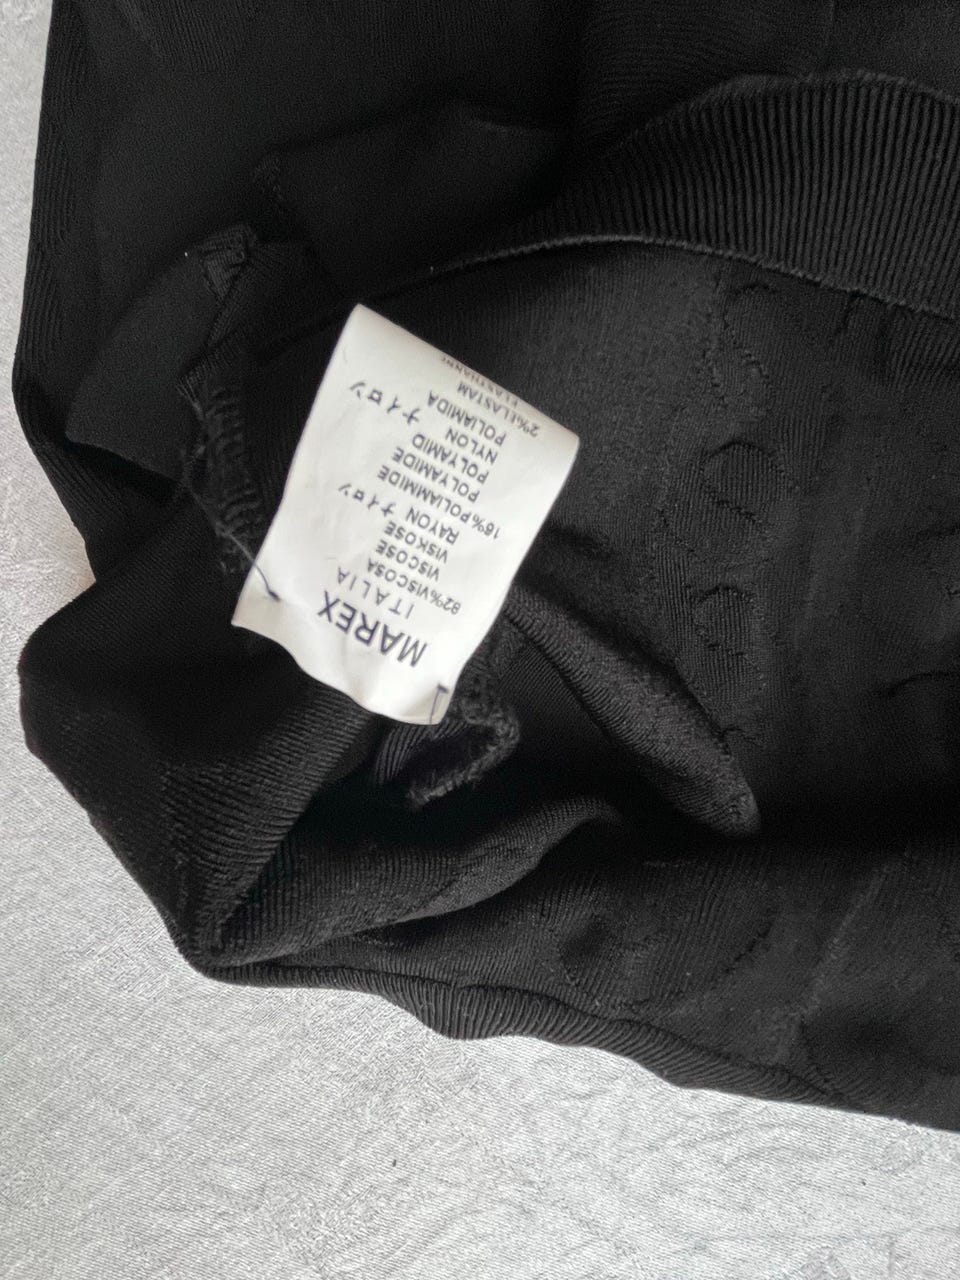 MAREX
ITALIA
82%VISCOSA
VISCOSE
VISKOSE
RAYON ナイロン
16%POLIAMMIDE
POLYAMIDE
POLYAMID
NYLON ナイロン
POLIAMIDA
2%ELASTAM
ELASTHANNE